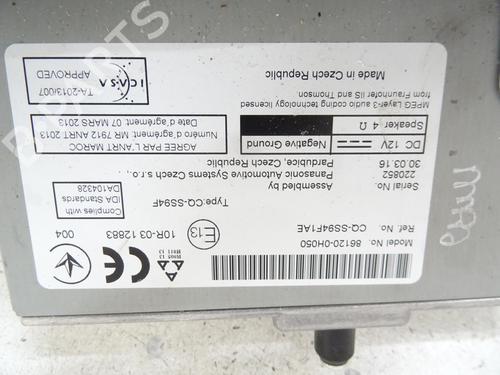 Model No. 86120-0H050
Ref. No. CQ-SS94F1AE
Type:CQ-SS94F
Serial No.
220852
30.03.16
Assembled by
Panasonic Automotive Systems Czech s.r.o.
Pardubice, Czech Republic
DC 12V Negative Ground
Speaker 4 Ω
MPEG Layer-3 audio coding technology licensed
from Fraunhofer IIS and Thomson.
Made in Czech Republic
CE
004
E13
10R-03 12883
Complies with
IDA Standards
DA104328
AGREE PAR L'ANRT MAROC
Numéro d'agrément: MR 7912 ANRT 2013
Date d'agrément: 07 MARS 2013
ICASA
TA-2013/007
APPROVED